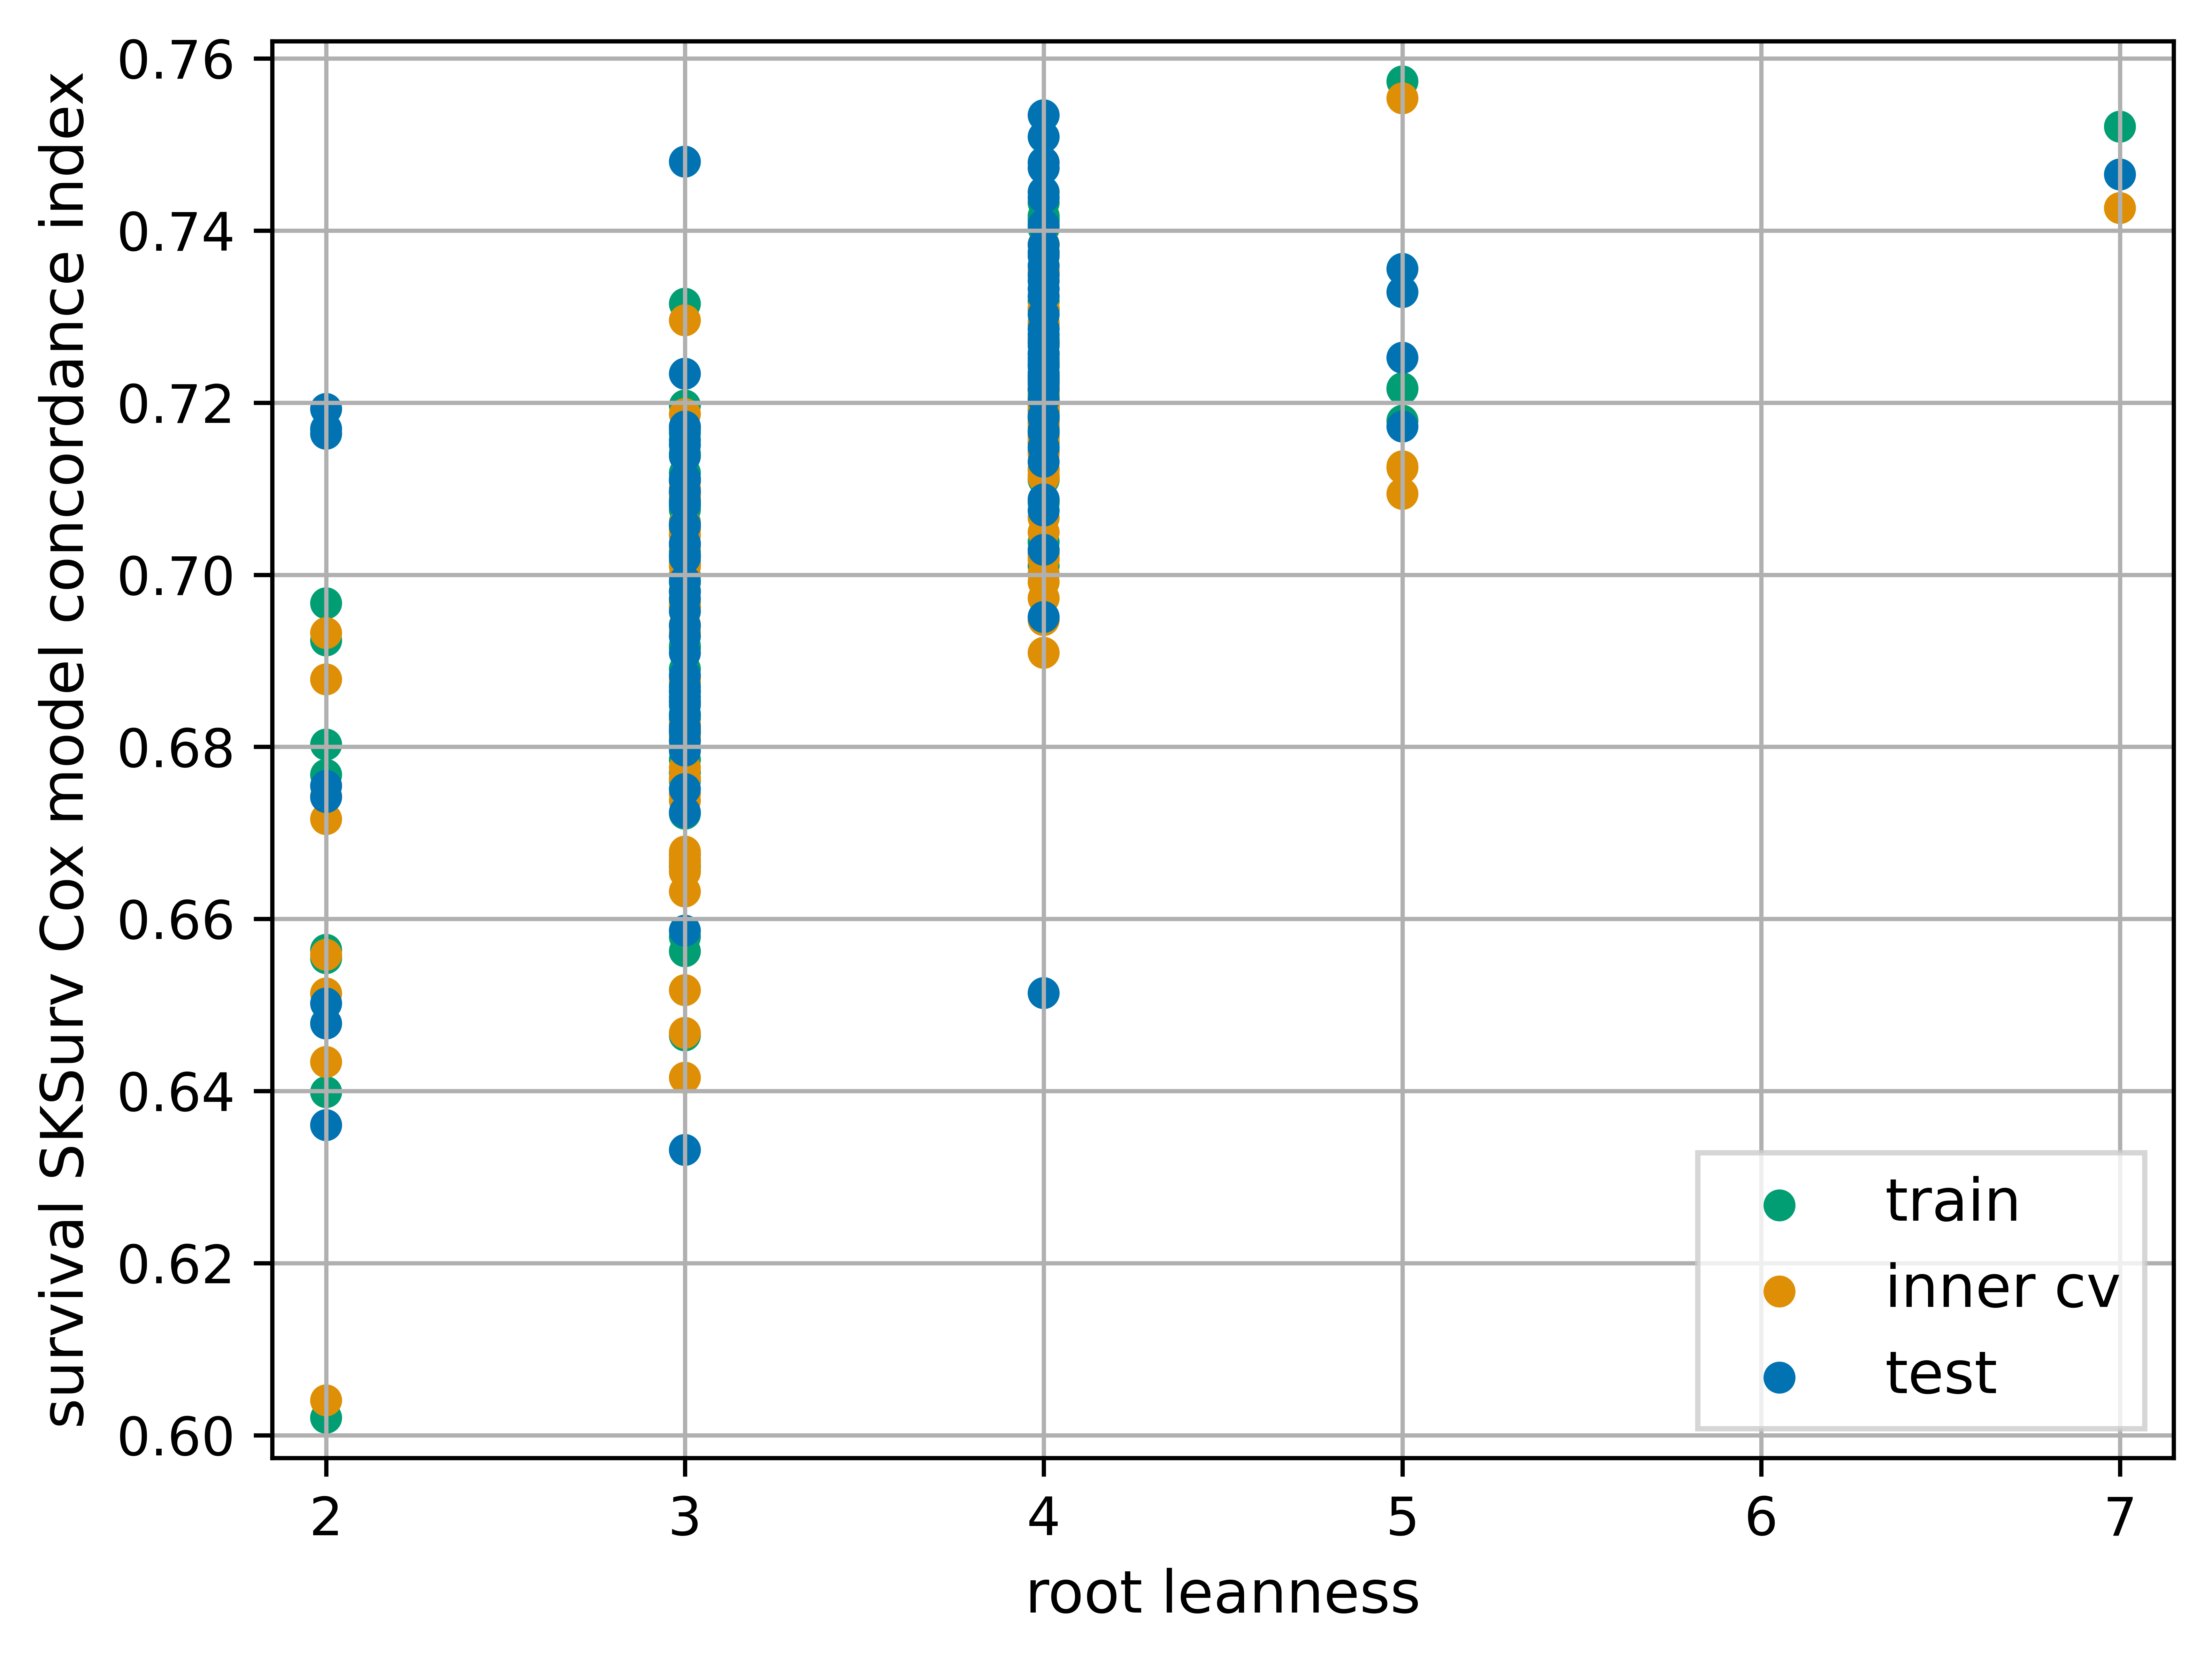 survival SKSurv Cox model concordance index
0.76
0.74
0.72
0.70
0.68
0.66
0.64
0.62
0.60
2 3 4 5 6 7
root leanness
train
inner cv
test